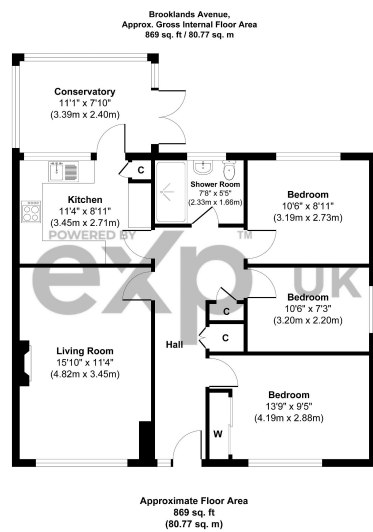 Brooklands Avenue,
Approx. Gross Internal Floor Area
869 sq. ft / 80.77 sq. m
Conservatory
11'1" x 7'10"
(3.39m x 2.40m)
C
Shower Room
7'8" x 5'5"
(2.33m x 1.66m)
Kitchen
11'4" x 8'11"
(3.45m x 2.71m)
Bedroom
10'6" x 8'11"
(3.19m x 2.73m)
POWERED BY
TM
exp UK
Bedroom
10'6" x 7'3"
(3.20m x 2.20m)
C
C
Hall
Living Room
15'10" x 11'4"
(4.82m x 3.45m)
Bedroom
13'9" x 9'5"
(4.19m x 2.88m)
W
Approximate Floor Area
869 sq. ft
(80.77 sq. m)